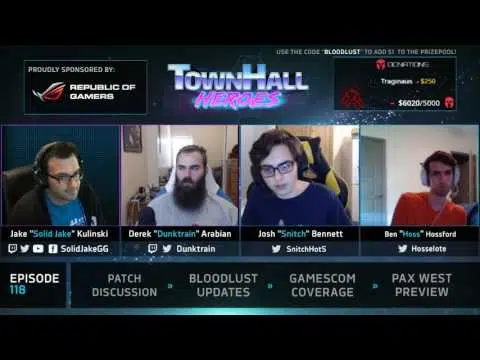 USE THE CODE "BLOODLUST" TO ADD $1 TO THE PRIZEPOOL!
PROUDLY SPONSORED BY:
REPUBLIC OF
GAMERS
TOWNHALL
HEROES
DONATIONS
Traginaus - $250
- $6020/5000
Jake "Solid Jake" Kulinski
SolidJakeGG
Derek "Dunktrain" Arabian
Dunktrain
Josh "Snitch" Bennett
SnitchHotS
Ben "Hoss" Hossford
Hosselote
EPISODE
118
PATCH
DISCUSSION
»
BLOODLUST
UPDATES
»
GAMESCOM
COVERAGE
»
PAX WEST
PREVIEW